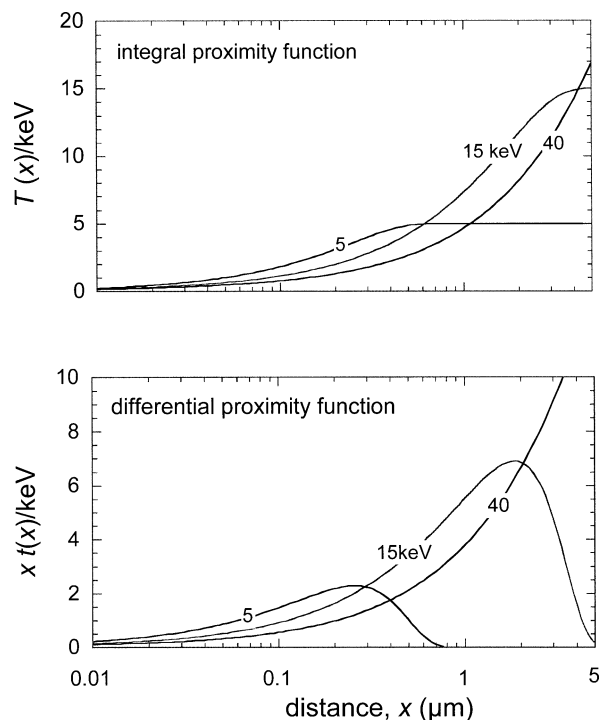 20
integral proximity function
15
T (x)/keV
15 keV
40
10
5
5
0
10
differential proximity function
8
x t(x)/keV
6
40
4
15keV
2
5
0
0.01
0.1
1
5
distance, x (μm)